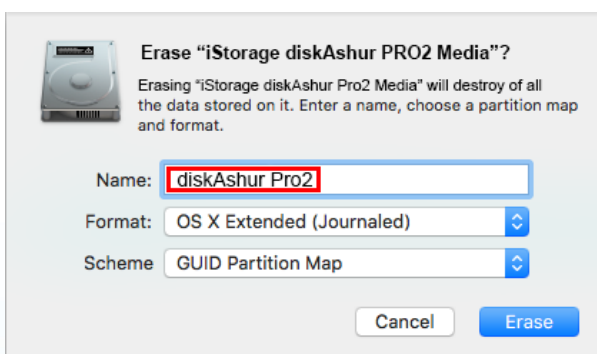 Erase “iStorage diskAshur PRO2 Media”?
Erasing “iStorage diskAshur Pro2 Media” will destroy of all
the data stored on it. Enter a name, choose a partition map
and format.
Name: diskAshur Pro2
Format: OS X Extended (Journaled)
Scheme GUID Partition Map
Cancel Erase